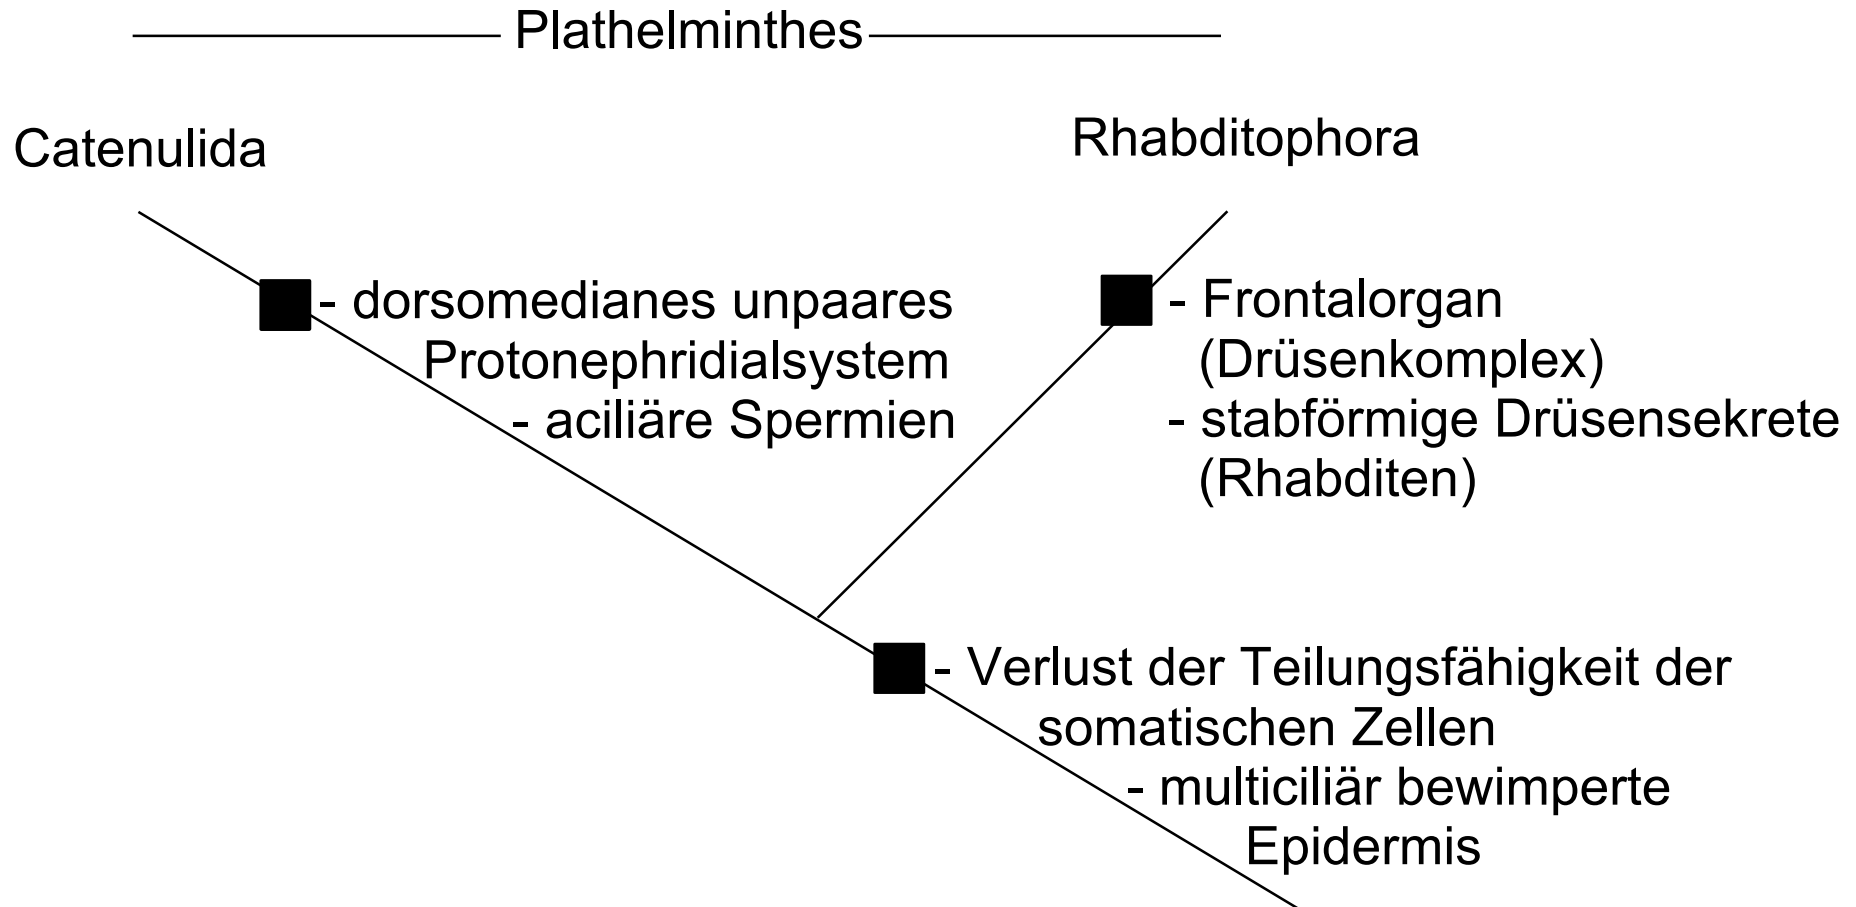 Plathelminthes
Catenulida
Rhabditophora
- dorsomedianes unpaares
Protonephridialsystem
- aciliäre Spermien
- Frontalorgan
(Drüsenkomplex)
- stabförmige Drüsensekrete
(Rhabditen)
- Verlust der Teilungsfähigkeit der
somatischen Zellen
- multiciliär bewimperte
Epidermis